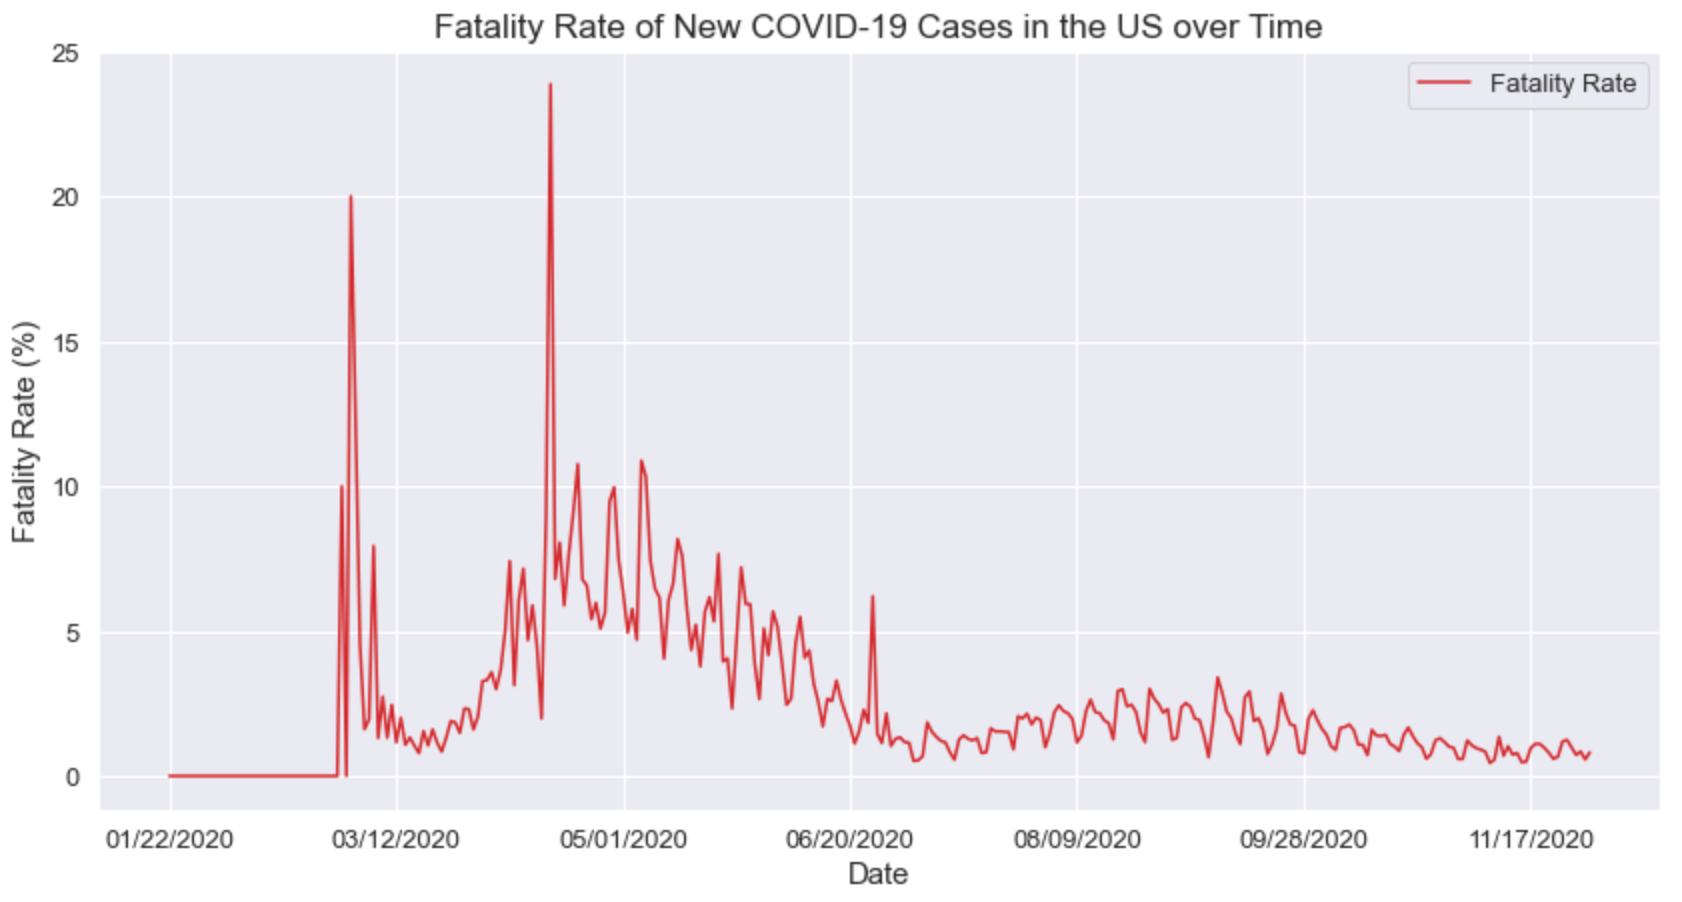 Fatality Rate of New COVID-19 Cases in the US over Time
25
Fatality Rate
20
15
10
5
0
Fatality Rate (%)
01/22/2020 03/12/2020 05/01/2020 06/20/2020 08/09/2020 09/28/2020 11/17/2020
Date